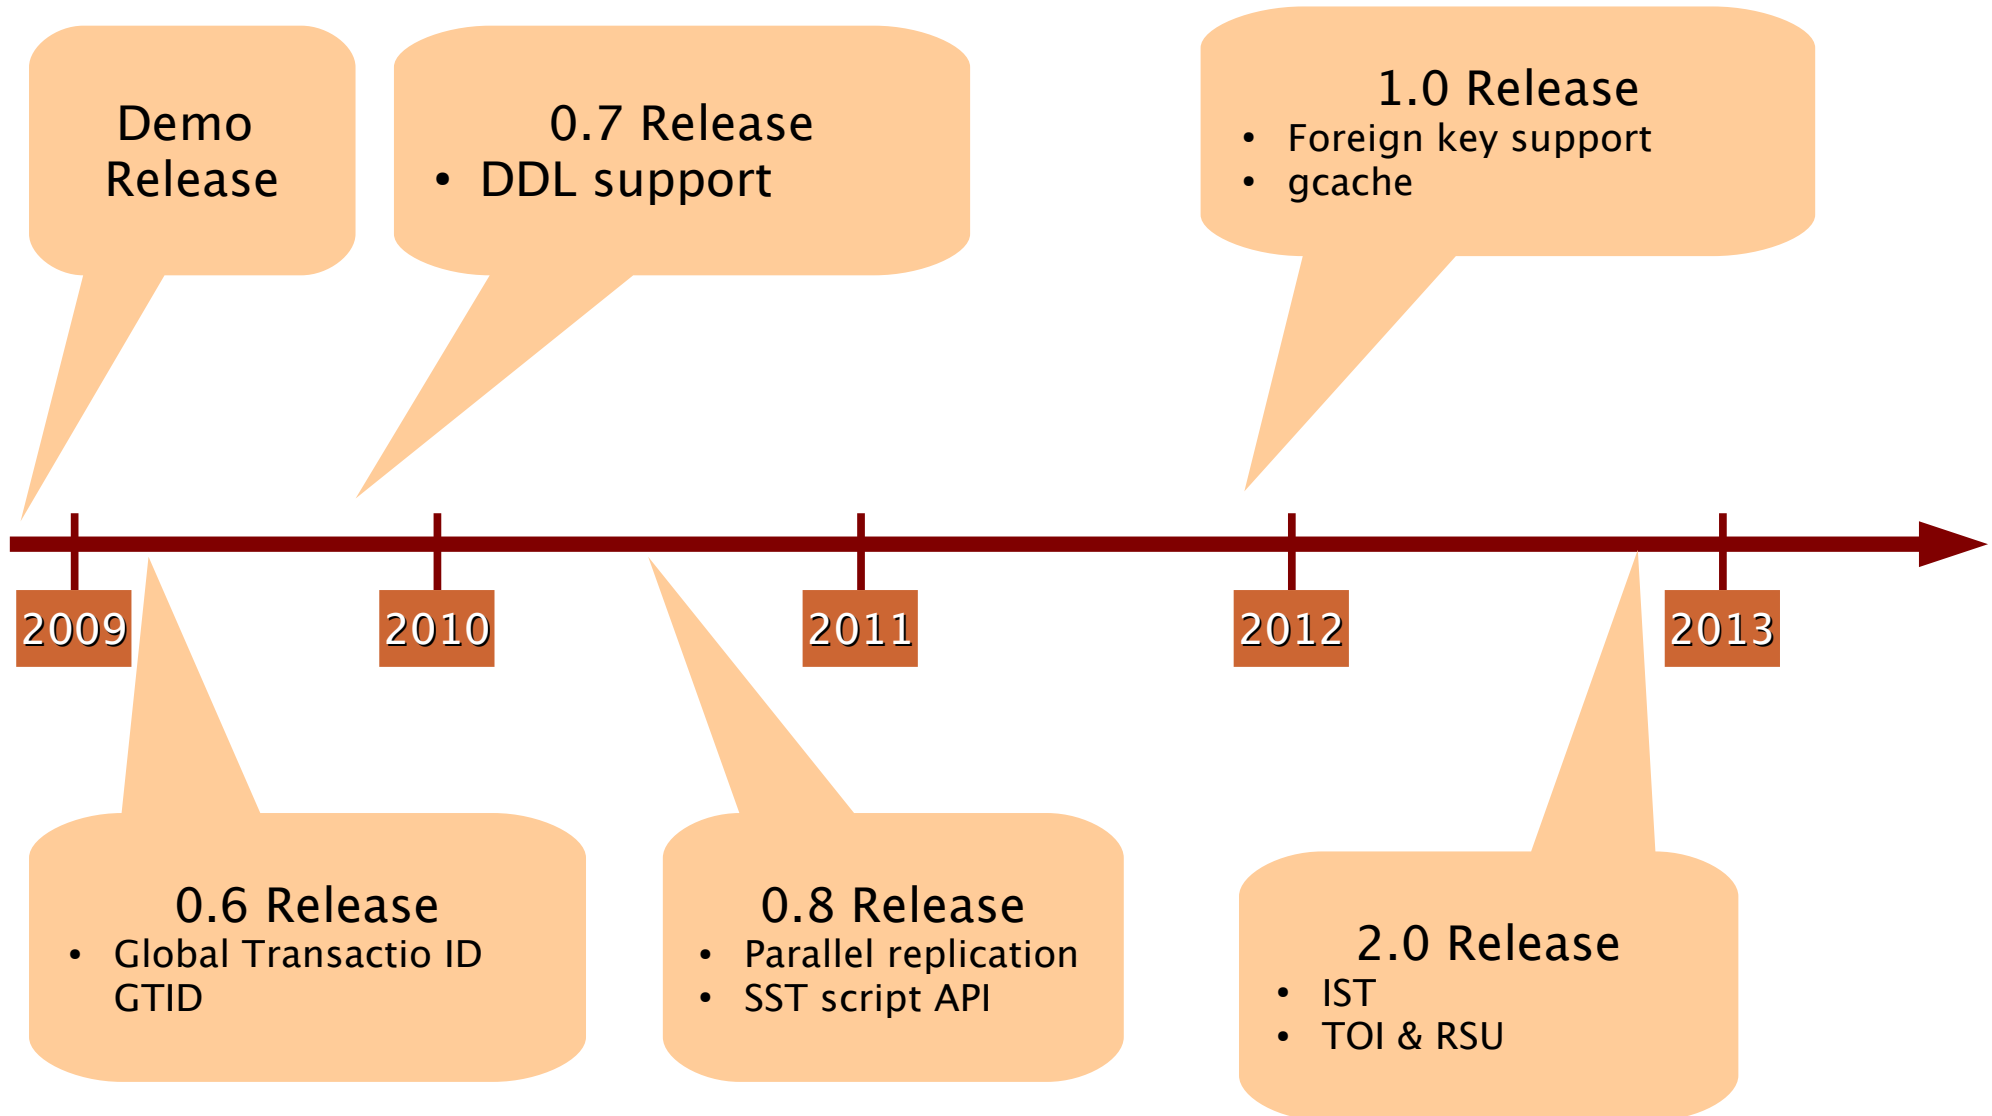 Demo
Release
0.7 Release
• DDL support
1.0 Release
• Foreign key support
• gcache
2009
2010
2011
2012
2013
0.6 Release
• Global Transactio ID
GTID
0.8 Release
• Parallel replication
• SST script API
2.0 Release
• IST
• TOI & RSU